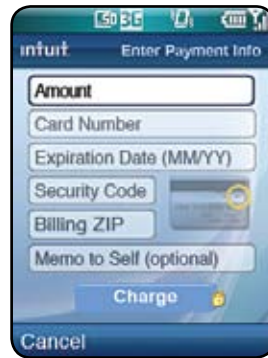 3G
intuit Enter Payment Info
Amount
Card Number
Expiration Date (MM/YY)
Security Code
Billing ZIP
Memo to Self (optional)
Charge
Cancel